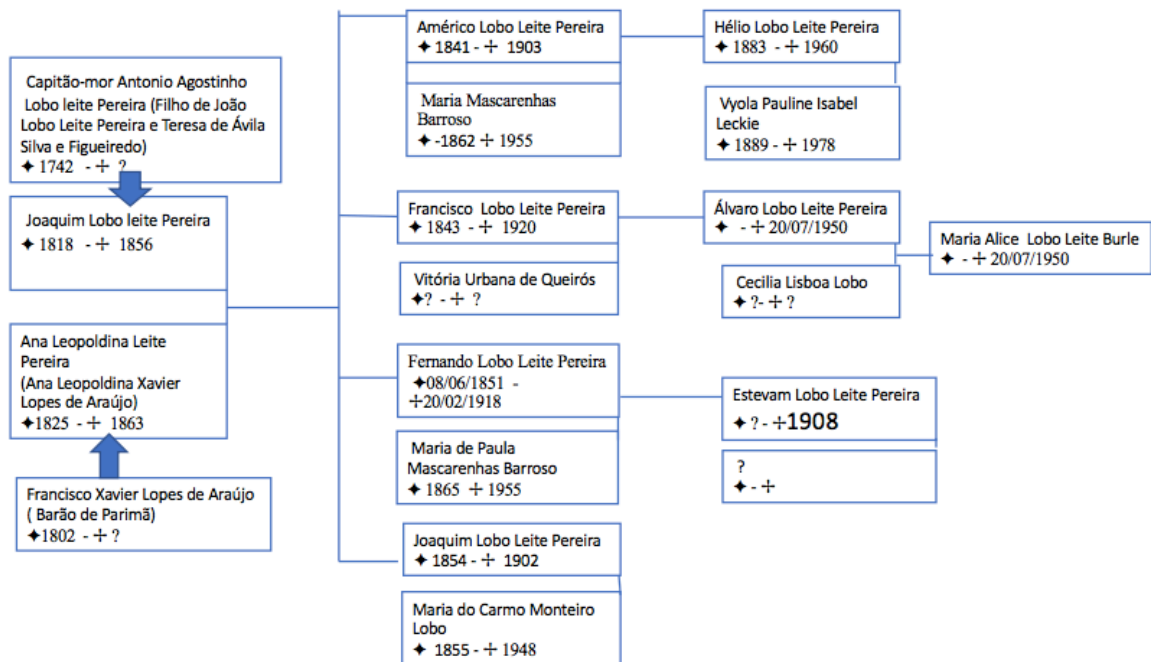 Capitão-mor Antonio Agostinho
Lobo leite Pereira (Filho de João
Lobo Leite Pereira e Teresa de Ávila
Silva e Figueiredo)
✦ 1742 - ✢ ?
Joaquim Lobo leite Pereira
✦ 1818 - ✢ 1856
Ana Leopoldina Leite
Pereira
(Ana Leopoldina Xavier
Lopes de Araújo)
✦1825 - ✢ 1863
Francisco Xavier Lopes de Araújo
( Barão de Parimã)
✦1802 - ✢ ?
Américo Lobo Leite Pereira
✦ 1841 - ✢ 1903
Maria Mascarenhas
Barroso
✦ -1862 ✢ 1955
Francisco Lobo Leite Pereira
✦ 1843 - ✢ 1920
Vitória Urbana de Queirós
✦? - ✢ ?
Fernando Lobo Leite Pereira
✦08/06/1851 -
✢20/02/1918
Maria de Paula
Mascarenhas Barroso
✦ 1865 ✢ 1955
Joaquim Lobo Leite Pereira
✦ 1854 - ✢ 1902
Maria do Carmo Monteiro
Lobo
✦ 1855 - ✢ 1948
Hélio Lobo Leite Pereira
✦ 1883 - ✢ 1960
Vyola Pauline Isabel
Leckie
✦ 1889 - ✢ 1978
Álvaro Lobo Leite Pereira
✦ - ✢ 20/07/1950
Cecilia Lisboa Lobo
✦ ?- ✢ ?
Estevam Lobo Leite Pereira
✦ ? - ✢1908
?
✦ - ✢
Maria Alice Lobo Leite Burle
✦ - ✢ 20/07/1950